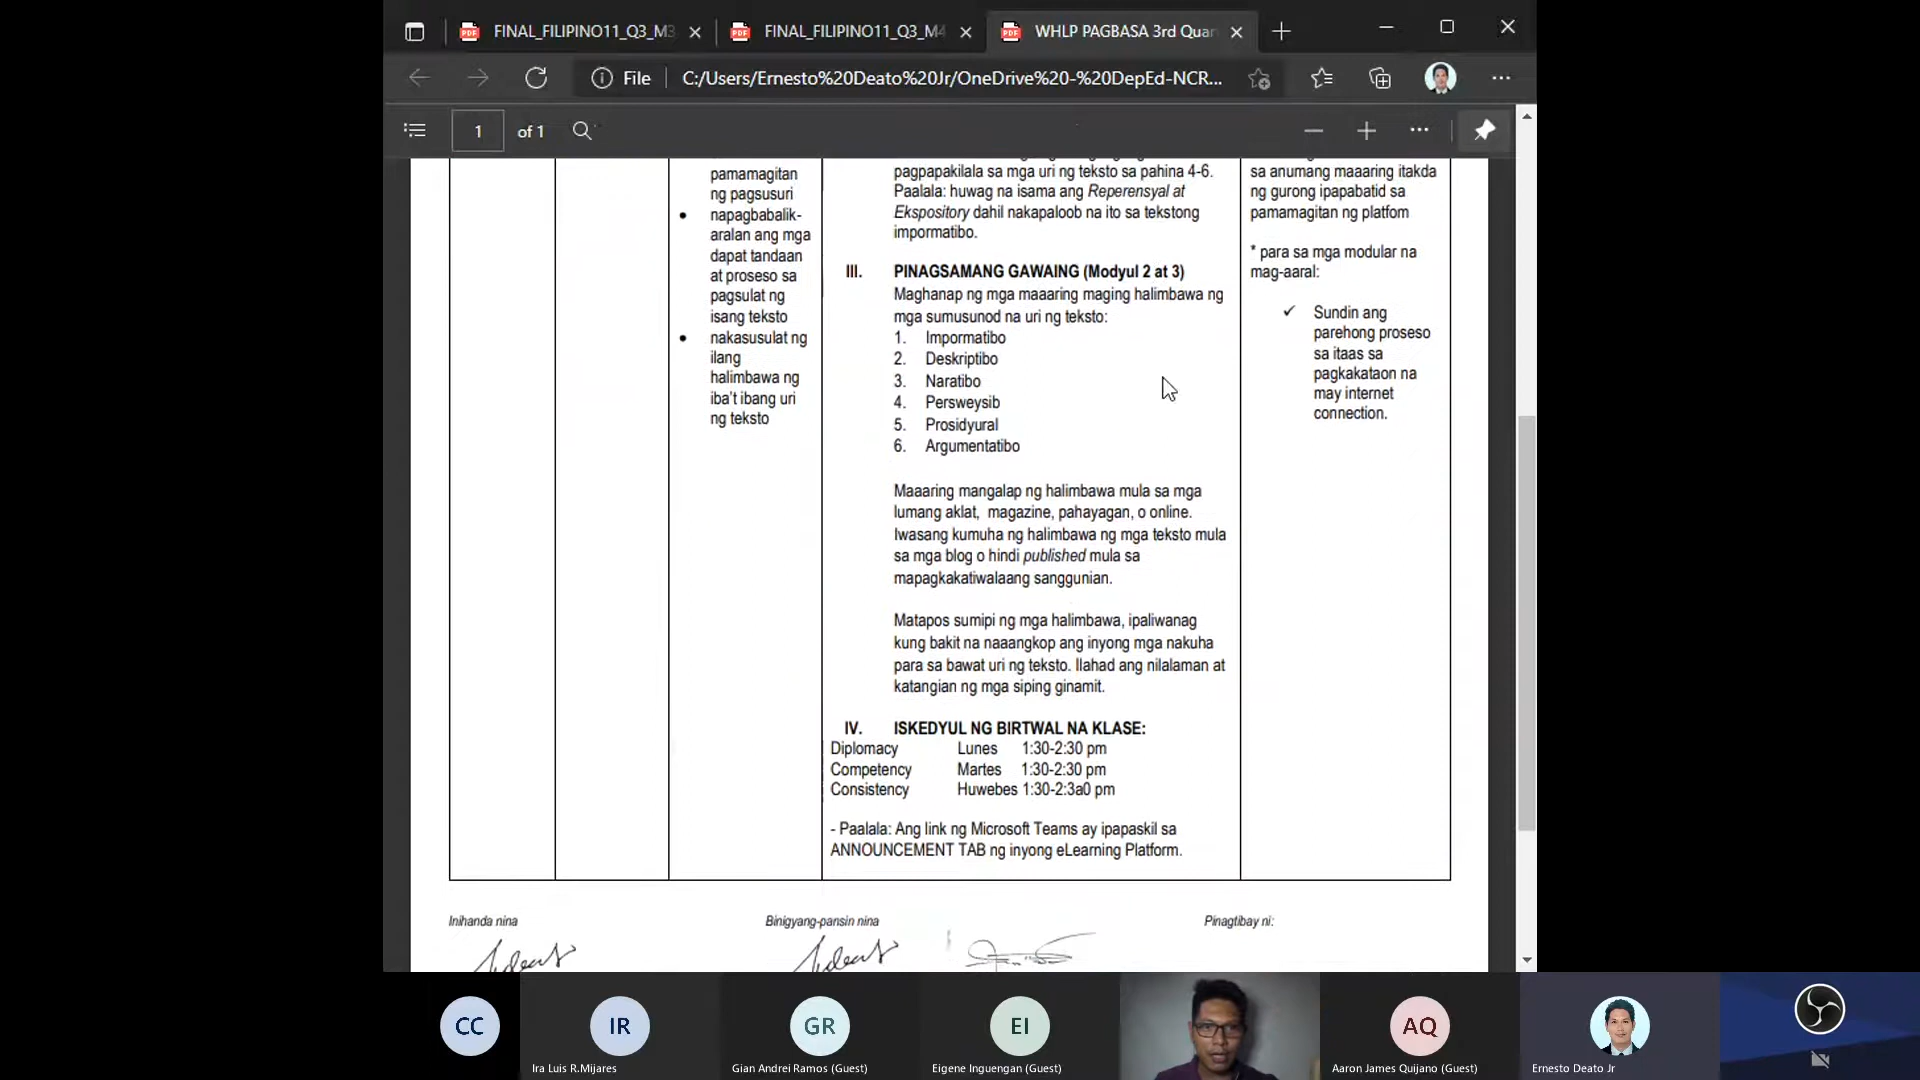 FINAL_FILIPINO11_Q3_M3
FINAL_FILIPINO11_Q3_M4
WHLP PAGBASA 3rd Quar
File
C:/Users/Ernesto%20Deato%20Jr/OneDrive%20-%20DepEd-NCR...
1 of 1
pamamagitan
ng pagsusuri
napagbabalik-
aralan ang mga
dapat tandaan
at proseso sa
pagsulat ng
isang teksto
nakasusulat ng
ilang
halimbawa ng
iba't ibang uri
ng teksto
pagpapakilala sa mga uri ng teksto sa pahina 4-6.
Paalala: huwag na isama ang Reperensyal at
Ekspository dahil nakapaloob na ito sa tekstong
impormatibo.
III. PINAGSAMANG GAWAING (Modyul 2 at 3)
Maghanap ng mga maaaring maging halimbawa ng
mga sumusunod na uri ng teksto:
1. Impormatibo
2. Deskriptibo
3. Naratibo
4. Persweysib
5. Prosidyural
6. Argumentatibo
Maaaring mangalap ng halimbawa mula sa mga
lumang aklat, magazine, pahayagan, o online.
Iwasang kumuha ng halimbawa ng mga teksto mula
sa mga blog o hindi published mula sa
mapagkakatiwalaang sanggunian.
Matapos sumipi ng mga halimbawa, ipaliwanag
kung bakit na naaangkop ang inyong mga nakuha
para sa bawat uri ng teksto. Ilahad ang nilalaman at
katangian ng mga siping ginamit.
IV. ISKEDYUL NG BIRTWAL NA KLASE:
Diplomacy Lunes 1:30-2:30 pm
Competency Martes 1:30-2:30 pm
Consistency Huwebes 1:30-2:3a0 pm
- Paalala: Ang link ng Microsoft Teams ay ipapaskil sa
ANNOUNCEMENT TAB ng inyong eLearning Platform.
sa anumang maaaring itakda
ng gurong ipapabatid sa
pamamagitan ng platfom
* para sa mga modular na
mag-aaral:
Sundin ang
parehong proseso
sa itaas sa
pagkakataon na
may internet
connection.
Inihanda nina
Binigyang-pansin nina
Pinagtibay ni:
CC
IR
GR
EI
AQ
Ira Luis R.Mijares
Gian Andrei Ramos (Guest)
Eigene Inguengan (Guest)
Aaron James Quijano (Guest)
Ernesto Deato Jr